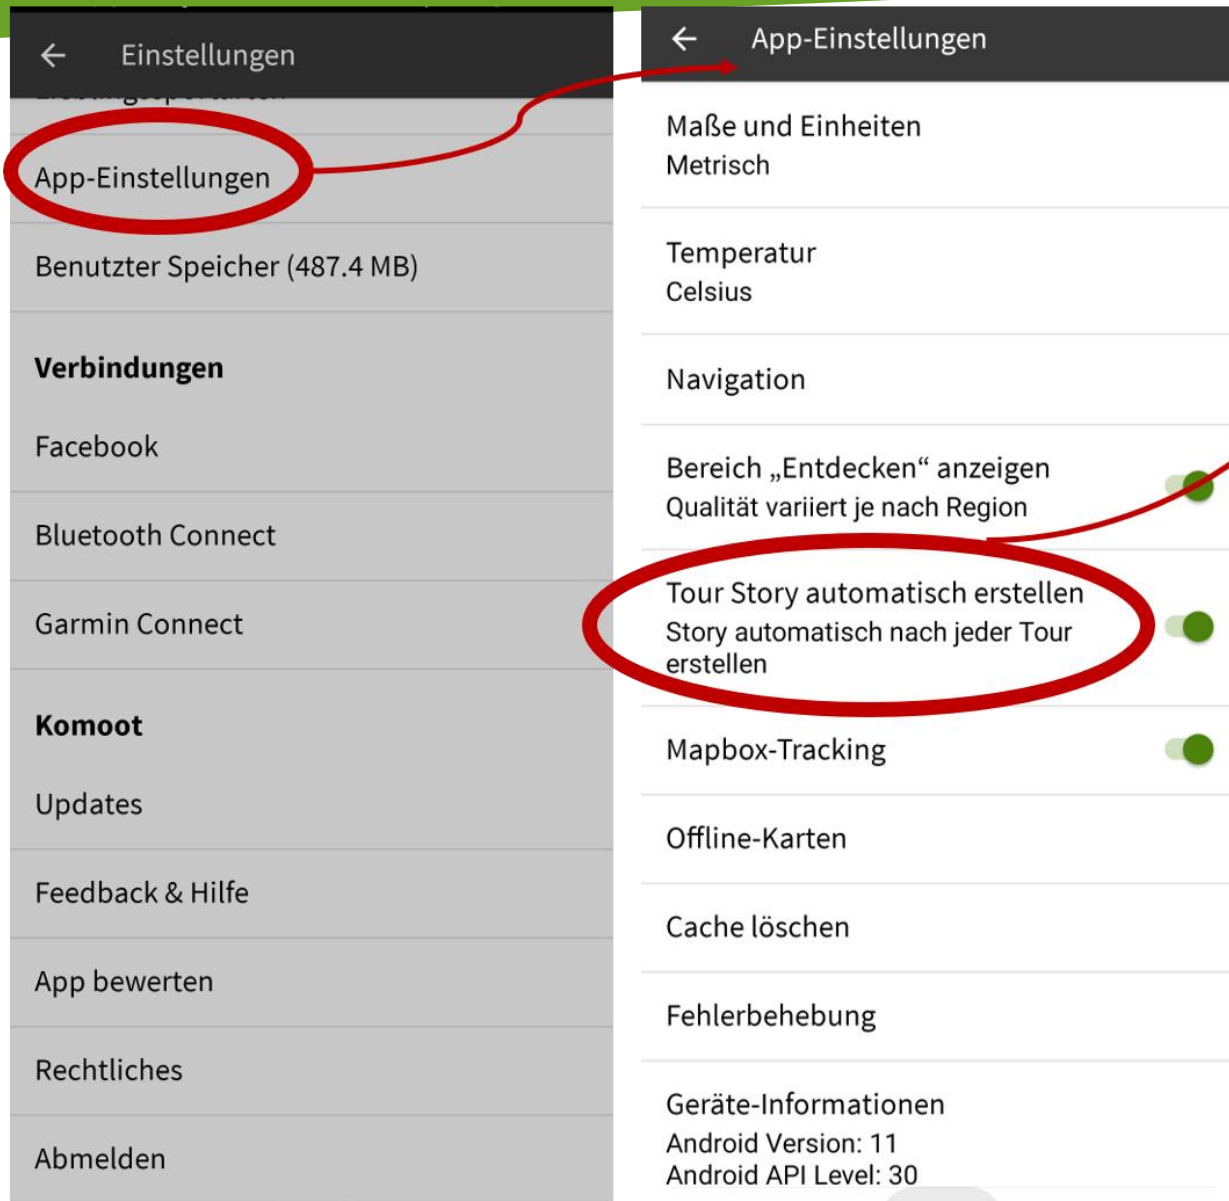 Einstellungen
App-Einstellungen
Benutzter Speicher (487.4 MB)
Verbindungen
Facebook
Bluetooth Connect
Garmin Connect
Komoot
Updates
Feedback & Hilfe
App bewerten
Rechtliches
Abmelden
App-Einstellungen
Maße und Einheiten
Metrisch
Temperatur
Celsius
Navigation
Bereich „Entdecken“ anzeigen
Qualität variiert je nach Region
Tour Story automatisch erstellen
Story automatisch nach jeder Tour
erstellen
Mapbox-Tracking
Offline-Karten
Cache löschen
Fehlerbehebung
Geräte-Informationen
Android Version: 11
Android API Level: 30